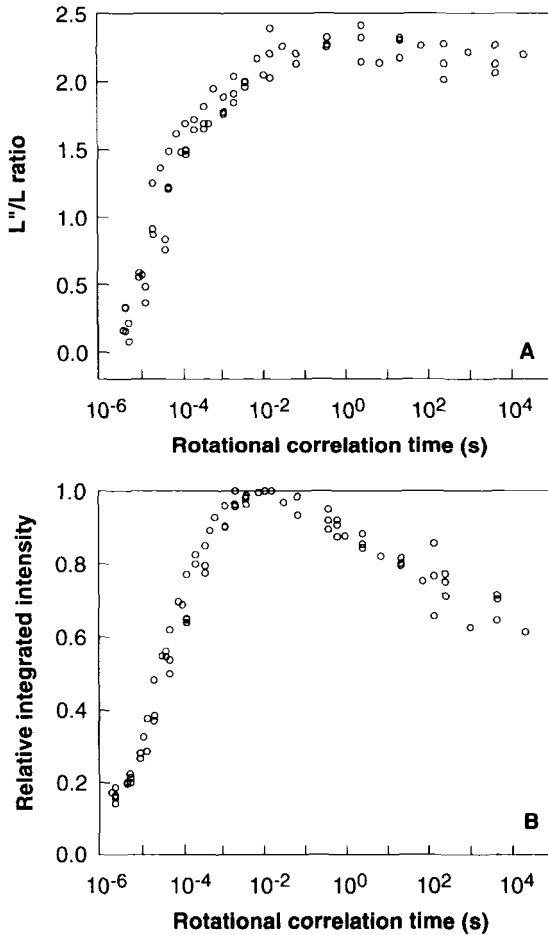 L"/L ratio
2.5
2.0
1.5
1.0
0.5
0.0
A
10⁻⁶ 10⁻⁴ 10⁻² 10⁰ 10² 10⁴
Rotational correlation time (s)
Relative integrated intensity
1.0
0.8
0.6
0.4
0.2
0.0
B
10⁻⁶ 10⁻⁴ 10⁻² 10⁰ 10² 10⁴
Rotational correlation time (s)